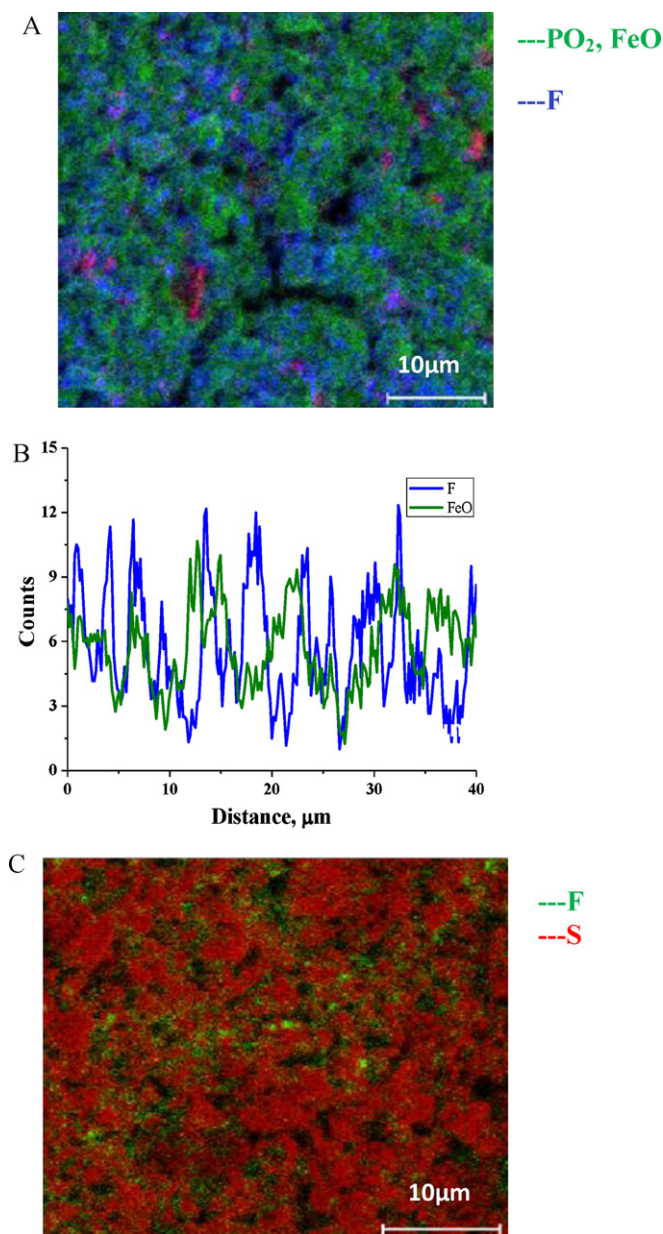 A
---PO₂, FeO
---F
10μm
B
15
12
9
6
3
0
Counts
F
FeO
0 10 20 30 40
Distance, μm
C
---F
---S
10μm